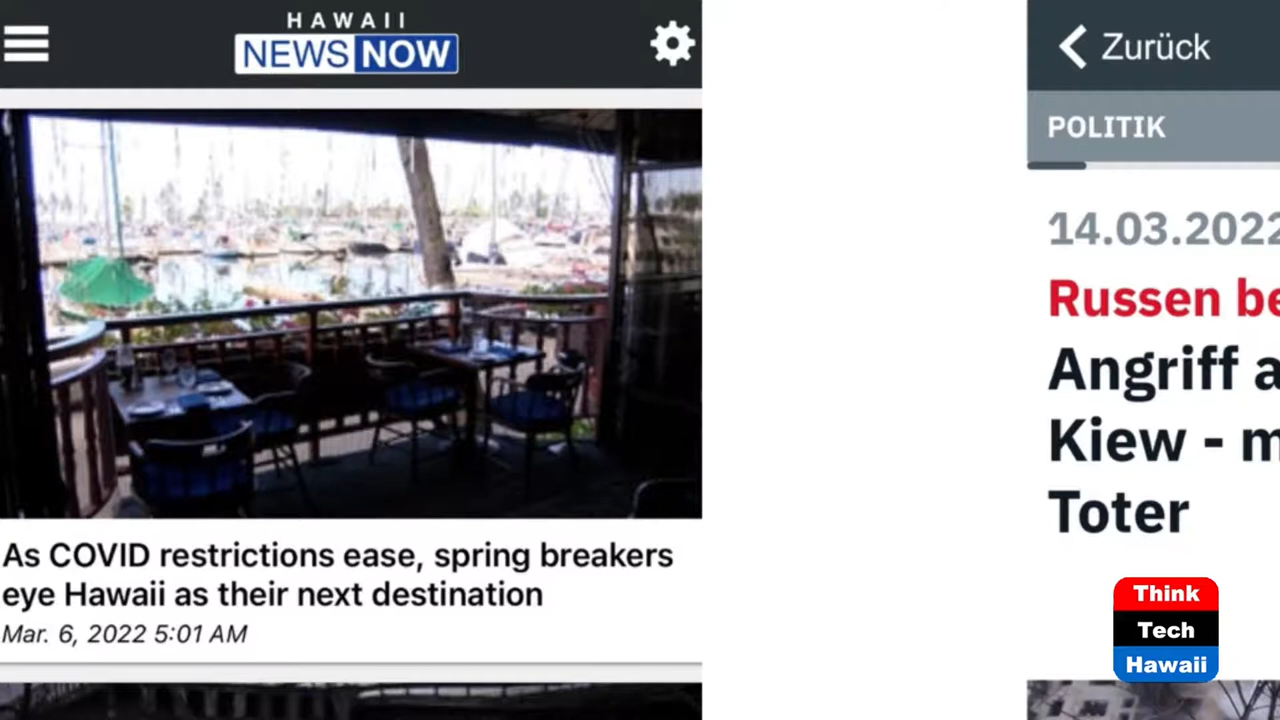 HAWAII
NEWS NOW
As COVID restrictions ease, spring breakers
eye Hawaii as their next destination
Mar. 6, 2022 5:01 AM
Zurück
POLITIK
14.03.2022
Russen be
Angriff a
Kiew - m
Toter
Think
Tech
Hawaii